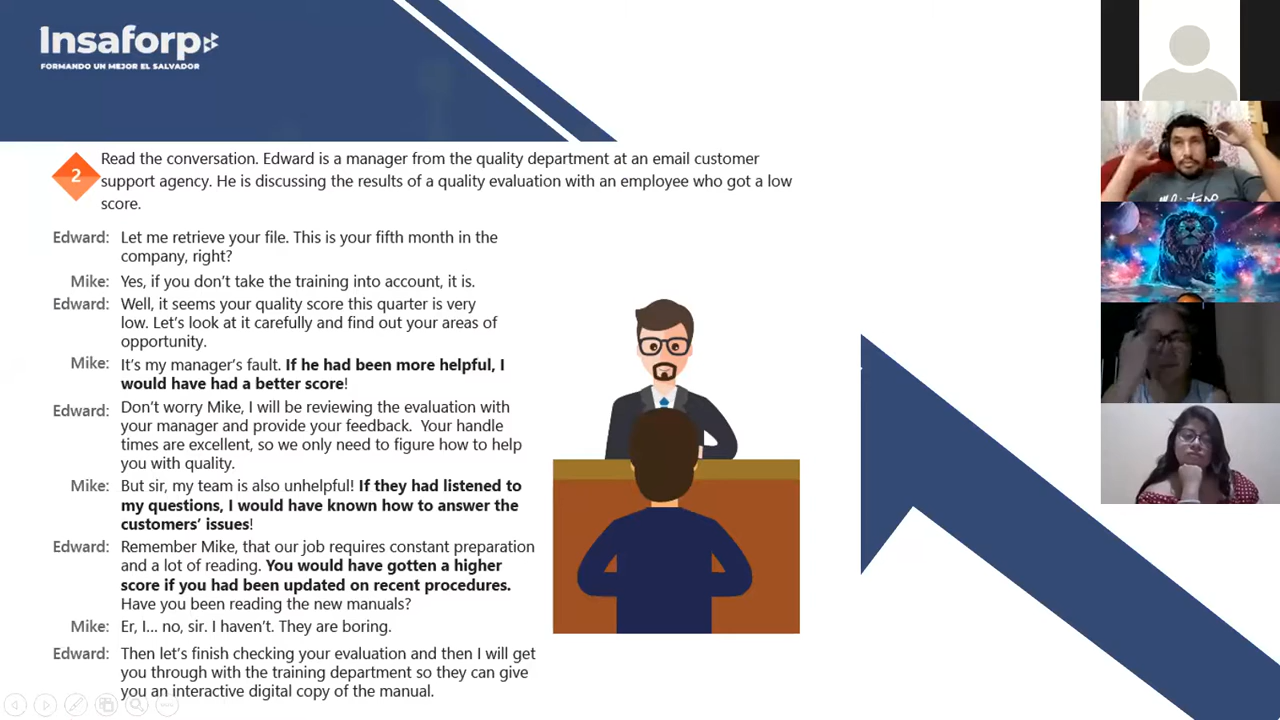 Insaforp
FORMANDO UN MEJOR EL SALVADOR
2
Read the conversation. Edward is a manager from the quality department at an email customer
support agency. He is discussing the results of a quality evaluation with an employee who got a low
score.
Edward: Let me retrieve your file. This is your fifth month in the
company, right?
Mike: Yes, if you don’t take the training into account, it is.
Edward: Well, it seems your quality score this quarter is very
low. Let’s look at it carefully and find out your areas of
opportunity.
Mike: It’s my manager’s fault. If he had been more helpful, I
would have had a better score!
Edward: Don’t worry Mike, I will be reviewing the evaluation with
your manager and provide your feedback. Your handle
times are excellent, so we only need to figure how to help
you with quality.
Mike: But sir, my team is also unhelpful! If they had listened to
my questions, I would have known how to answer the
customers’ issues!
Edward: Remember Mike, that our job requires constant preparation
and a lot of reading. You would have gotten a higher
score if you had been updated on recent procedures.
Have you been reading the new manuals?
Mike: Er, I... no, sir. I haven’t. They are boring.
Edward: Then let’s finish checking your evaluation and then I will get
you through with the training department so they can give
you an interactive digital copy of the manual.